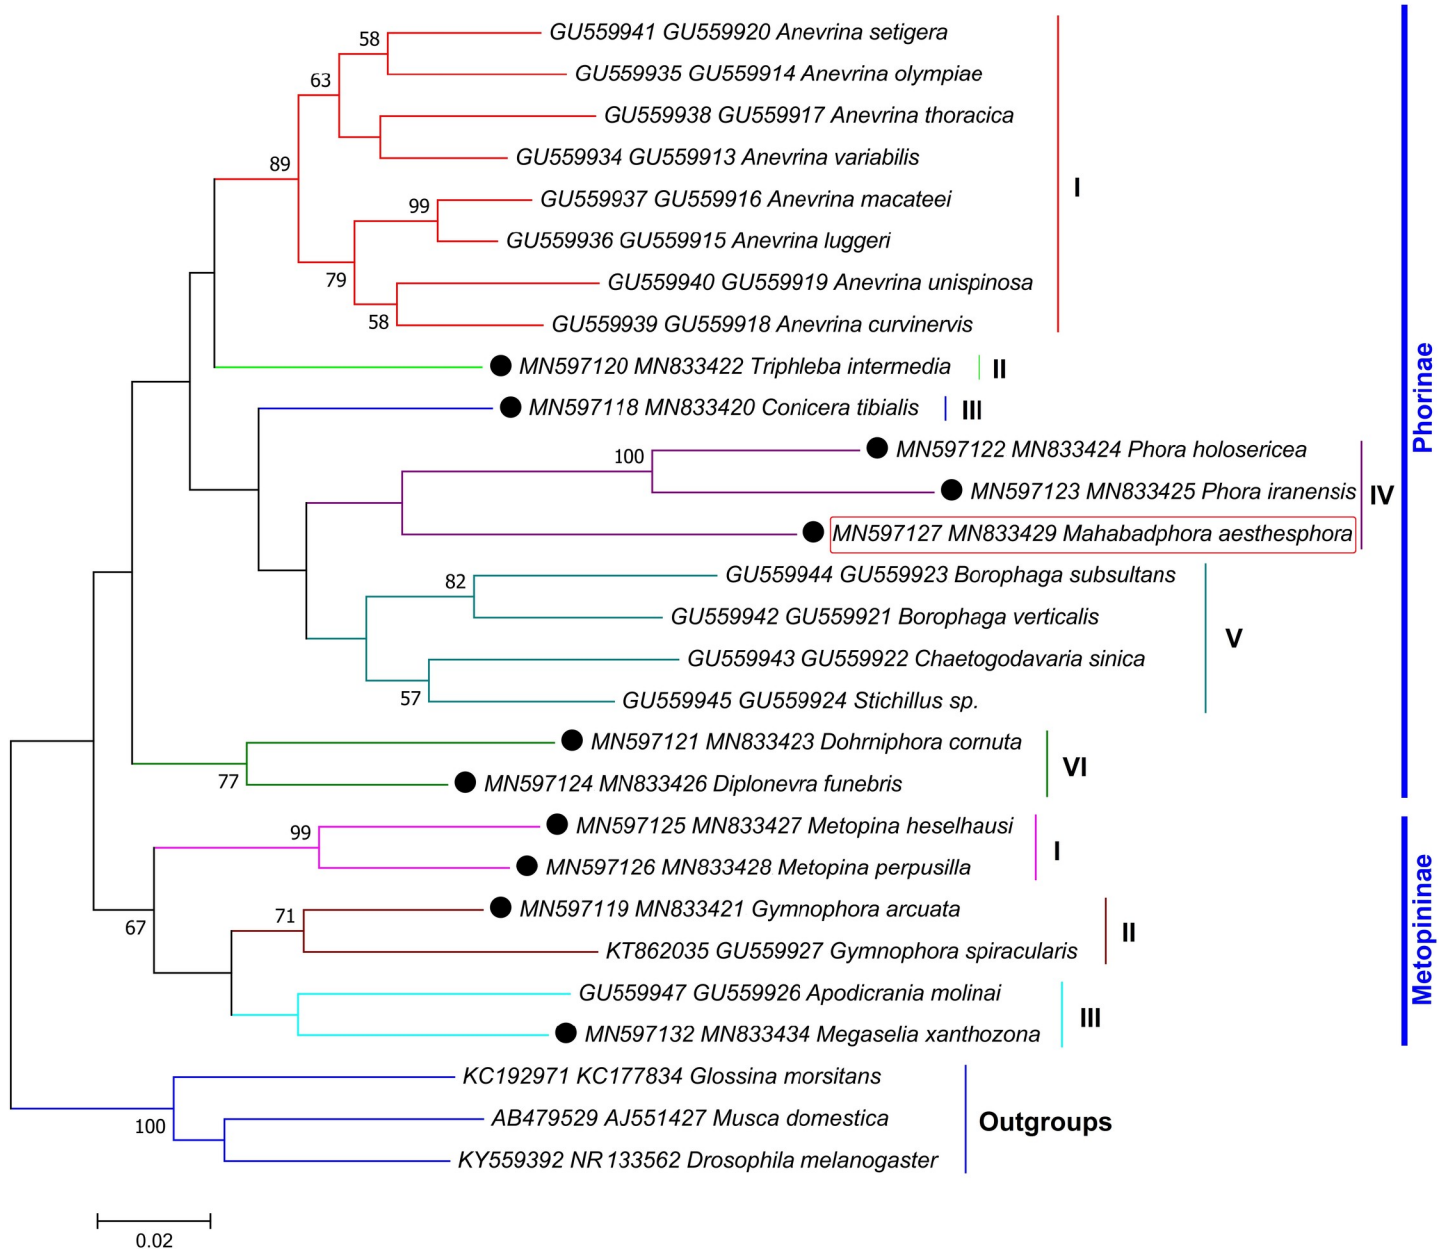 58
GU559941 GU559920 Anevrina setigera
GU559935 GU559914 Anevrina olympiae
63
GU559938 GU559917 Anevrina thoracica
GU559934 GU559913 Anevrina variabilis
89
GU559937 GU559916 Anevrina macateei
99
GU559936 GU559915 Anevrina luggeri
79
GU559940 GU559919 Anevrina unispinosa
58
GU559939 GU559918 Anevrina curvinervis
I
MN597120 MN833422 Triphleba intermedia
II
MN597118 MN833420 Conicera tibialis
III
100
MN597122 MN833424 Phora holosericea
MN597123 MN833425 Phora iranensis
MN597127 MN833429 Mahabadphora aesthesphora
IV
82
GU559944 GU559923 Borophaga subsultans
GU559942 GU559921 Borophaga verticalis
GU559943 GU559922 Chaetogodavaria sinica
57
GU559945 GU559924 Stichillus sp.
V
MN597121 MN833423 Dohrniphora cornuta
77
MN597124 MN833426 Diplonevra funebris
VI
Phorinae
99
MN597125 MN833427 Metopina heselhausi
MN597126 MN833428 Metopina perpusilla
I
67
71
MN597119 MN833421 Gymnophora arcuata
KT862035 GU559927 Gymnophora spiracularis
II
GU559947 GU559926 Apodicrania molinai
MN597132 MN833434 Megaselia xanthozona
III
Metopininae
KC192971 KC177834 Glossina morsitans
100
AB479529 AJ551427 Musca domestica
KY559392 NR 133562 Drosophila melanogaster
Outgroups
0.02